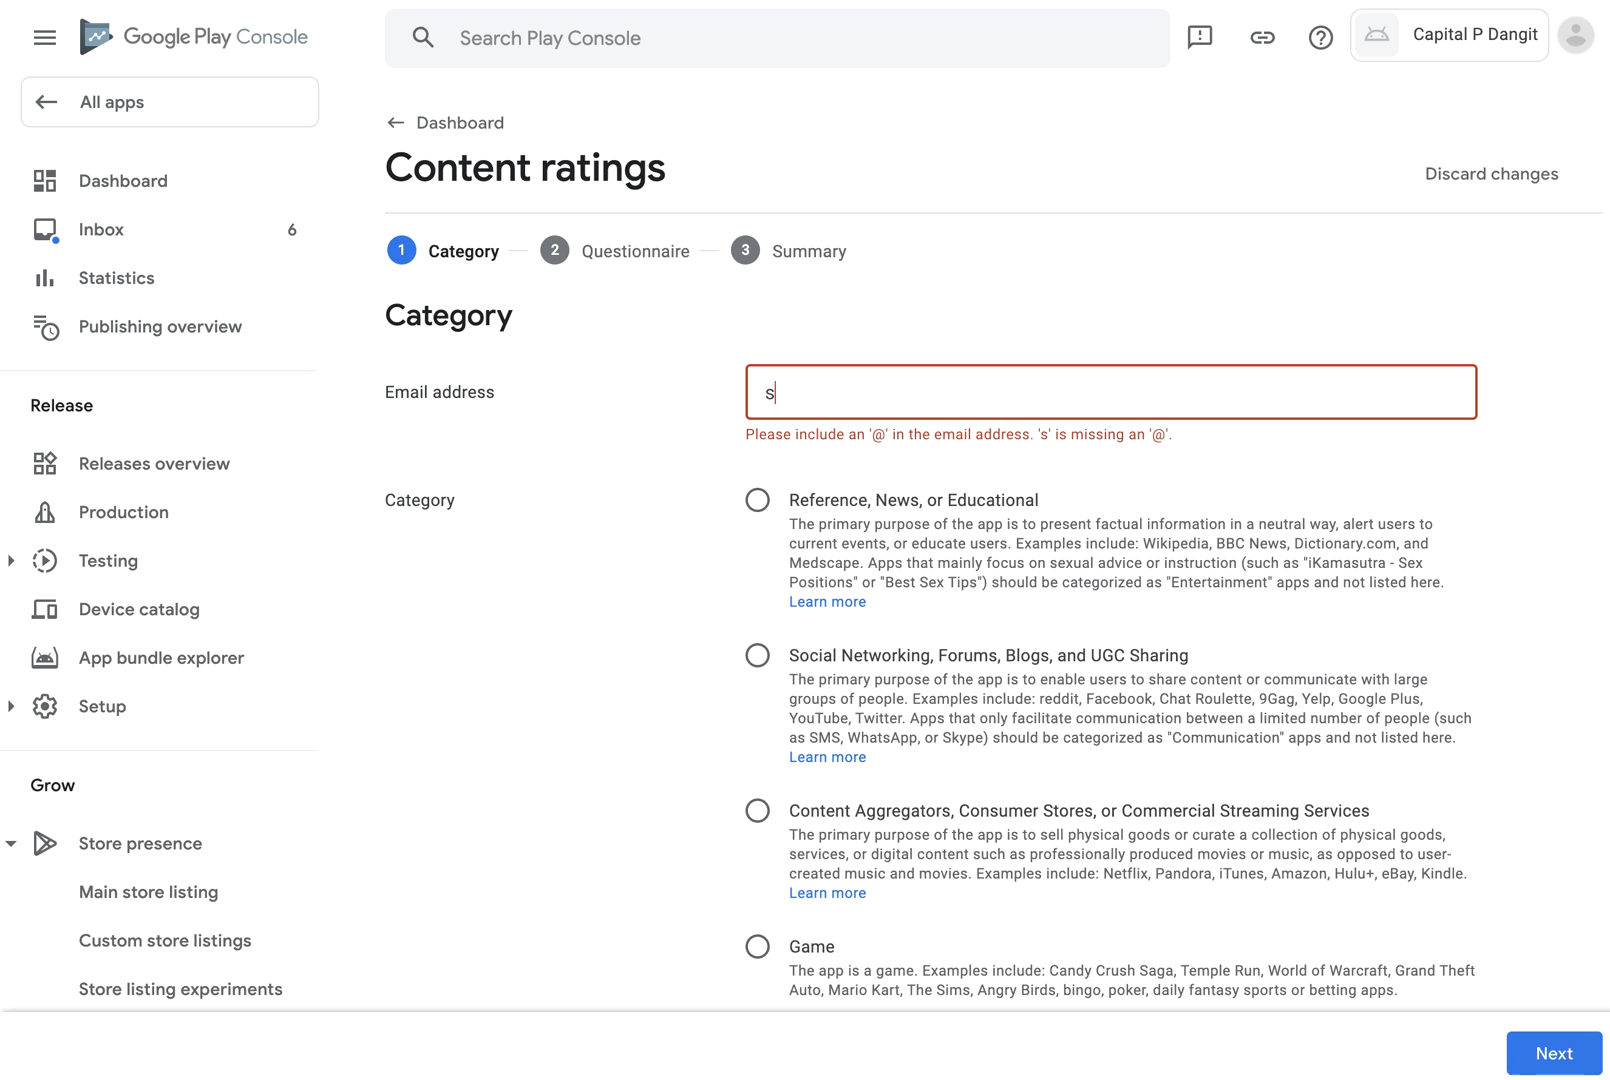 Google Play Console
Search Play Console
Capital P Dangit
All apps
Dashboard
Inbox 6
Statistics
Publishing overview
Release
Releases overview
Production
Testing
Device catalog
App bundle explorer
Setup
Grow
Store presence
Main store listing
Custom store listings
Store listing experiments
Dashboard
Content ratings
Discard changes
1 Category 2 Questionnaire 3 Summary
Category
Email address
s
Please include an '@' in the email address. 's' is missing an '@'.
Category
Reference, News, or Educational
The primary purpose of the app is to present factual information in a neutral way, alert users to
current events, or educate users. Examples include: Wikipedia, BBC News, Dictionary.com, and
Medscape. Apps that mainly focus on sexual advice or instruction (such as "iKamasutra - Sex
Positions" or "Best Sex Tips") should be categorized as "Entertainment" apps and not listed here.
Learn more
Social Networking, Forums, Blogs, and UGC Sharing
The primary purpose of the app is to enable users to share content or communicate with large
groups of people. Examples include: reddit, Facebook, Chat Roulette, 9Gag, Yelp, Google Plus,
YouTube, Twitter. Apps that only facilitate communication between a limited number of people (such
as SMS, WhatsApp, or Skype) should be categorized as "Communication" apps and not listed here.
Learn more
Content Aggregators, Consumer Stores, or Commercial Streaming Services
The primary purpose of the app is to sell physical goods or curate a collection of physical goods,
services, or digital content such as professionally produced movies or music, as opposed to user-
created music and movies. Examples include: Netflix, Pandora, iTunes, Amazon, Hulu+, eBay, Kindle.
Learn more
Game
The app is a game. Examples include: Candy Crush Saga, Temple Run, World of Warcraft, Grand Theft
Auto, Mario Kart, The Sims, Angry Birds, bingo, poker, daily fantasy sports or betting apps.
Next